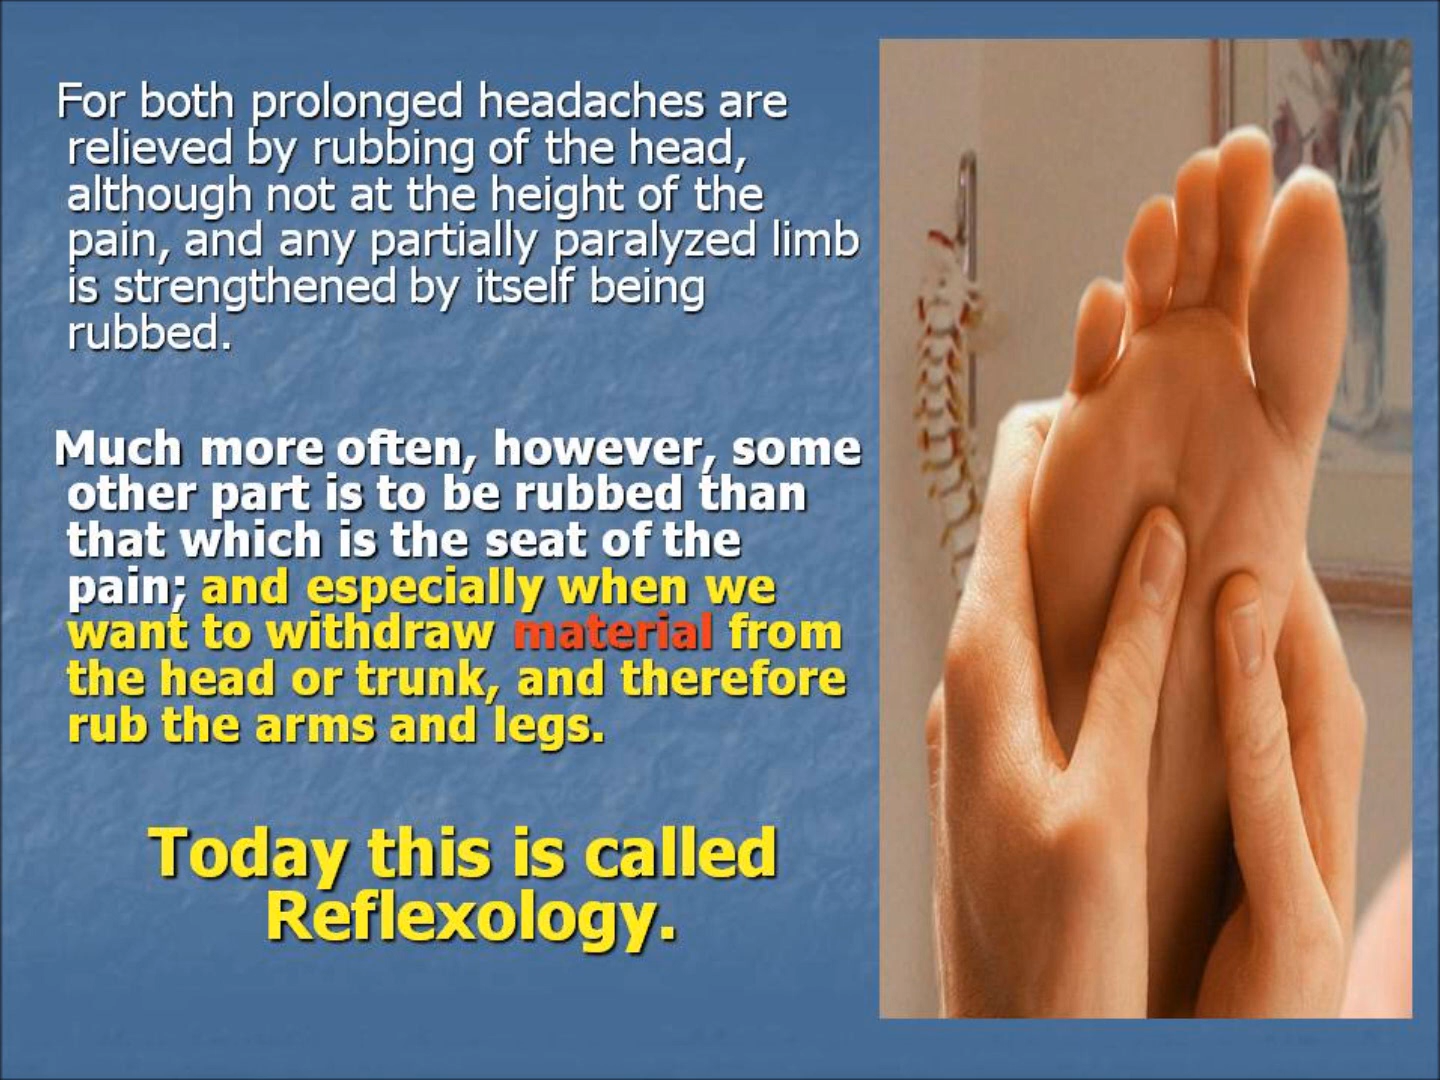 For both prolonged headaches are
relieved by rubbing of the head,
although not at the height of the
pain, and any partially paralyzed limb
is strengthened by itself being
rubbed.
Much more often, however, some
other part is to be rubbed than
that which is the seat of the
pain; and especially when we
want to withdraw material from
the head or trunk, and therefore
rub the arms and legs.
Today this is called
Reflexology.